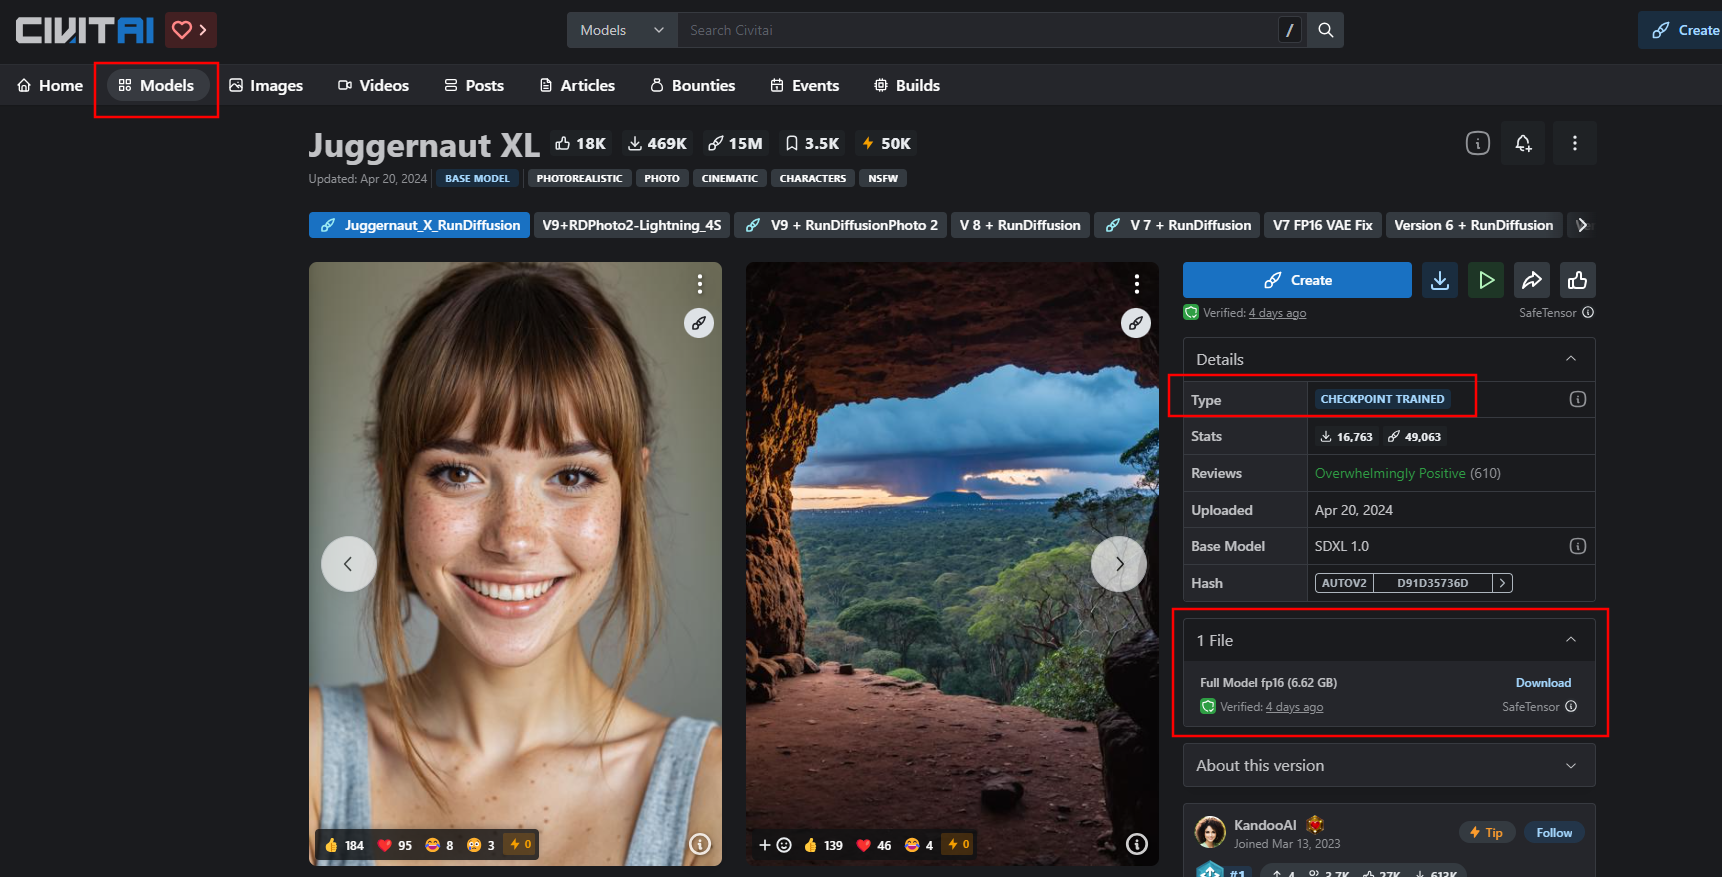 CIVITAI
Models
Search Civitai
/
Create
Home
Models
Images
Videos
Posts
Articles
Bounties
Events
Builds
Juggernaut XL 18K 469K 15M 3.5K 50K
Updated: Apr 20, 2024 BASE MODEL PHOTOREALISTIC PHOTO CINEMATIC CHARACTERS NSFW
Juggernaut_X_RunDiffusion V9+RDPhoto2-Lightning_4S V9 + RunDiffusionPhoto 2 V 8 + RunDiffusion V 7 + RunDiffusion V7 FP16 VAE Fix Version 6 + RunDiffusion
184 95 8 3 0
139 46 4 0
Create
Verified: 4 days ago SafeTensor
Details
Type CHECKPOINT TRAINED
Stats 16,763 49,063
Reviews Overwhelmingly Positive (610)
Uploaded Apr 20, 2024
Base Model SDXL 1.0
Hash AUTOV2 D91D35736D
1 File
Full Model fp16 (6.62 GB) Download
Verified: 4 days ago SafeTensor
About this version
KandooAI Tip Follow
Joined Mar 13, 2023
#1 4 3.7K 27K 613K